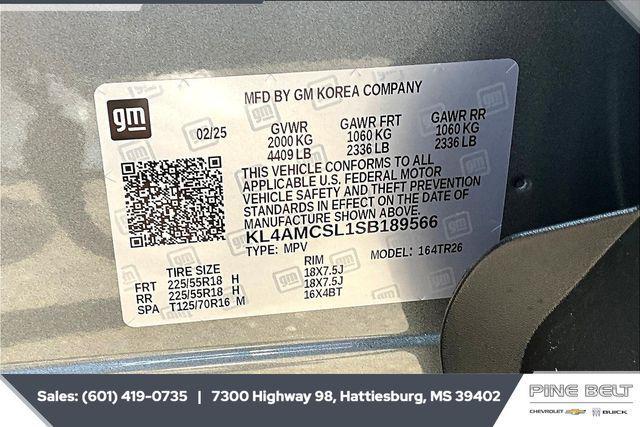 MFD BY GM KOREA COMPANY
gm
02/25
GVWR GAWR FRT GAWR RR
2000 KG 1060 KG 1060 KG
4409 LB 2336 LB 2336 LB
THIS VEHICLE CONFORMS TO ALL
APPLICABLE U.S. FEDERAL MOTOR
VEHICLE SAFETY AND THEFT PREVENTION
STANDARDS IN EFFECT ON THE DATE OF
MANUFACTURE SHOWN ABOVE.
KL4AMCSL1SB189566
TYPE: MPV MODEL: 164TR26
TIRE SIZE RIM
FRT 225/55R18 H 18X7.5J
RR 225/55R18 H 18X7.5J
SPA T125/70R16 M 16X4BT
Sales: (601) 419-0735 | 7300 Highway 98, Hattiesburg, MS 39402
PINE BELT
CHEVROLET BUICK